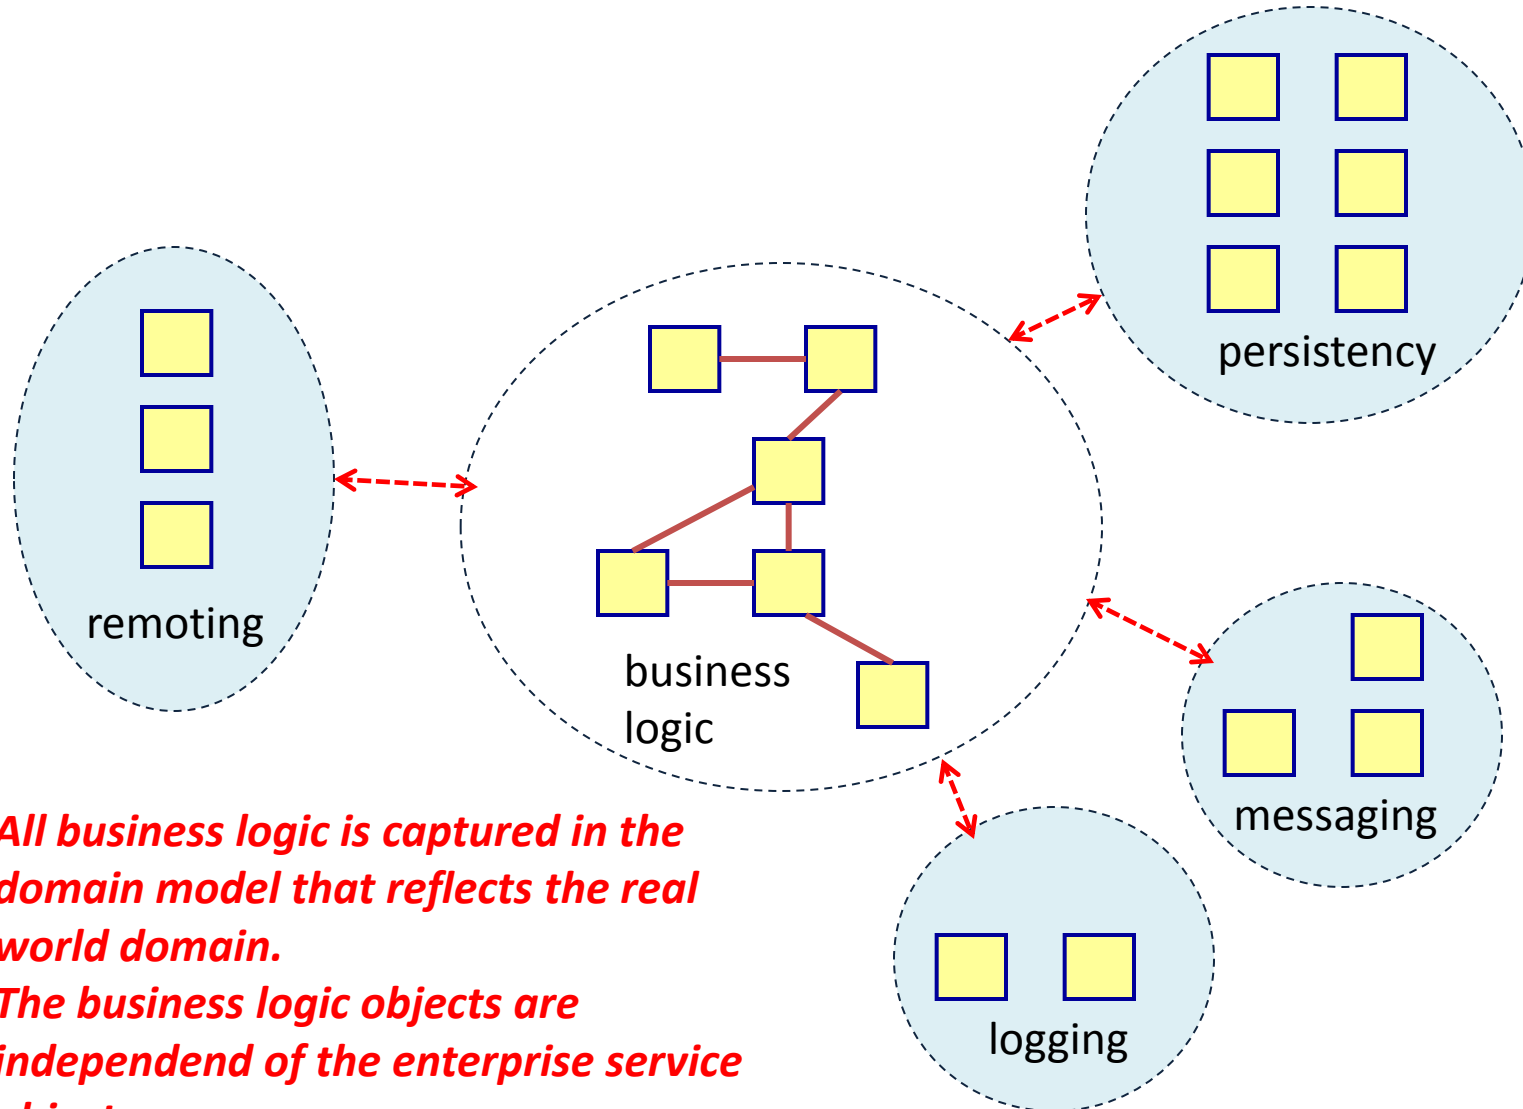 persistency
remoting
business
logic
messaging
All business logic is captured in the
domain model that reflects the real
world domain.
The business logic objects are
independend of the enterprise service
logging